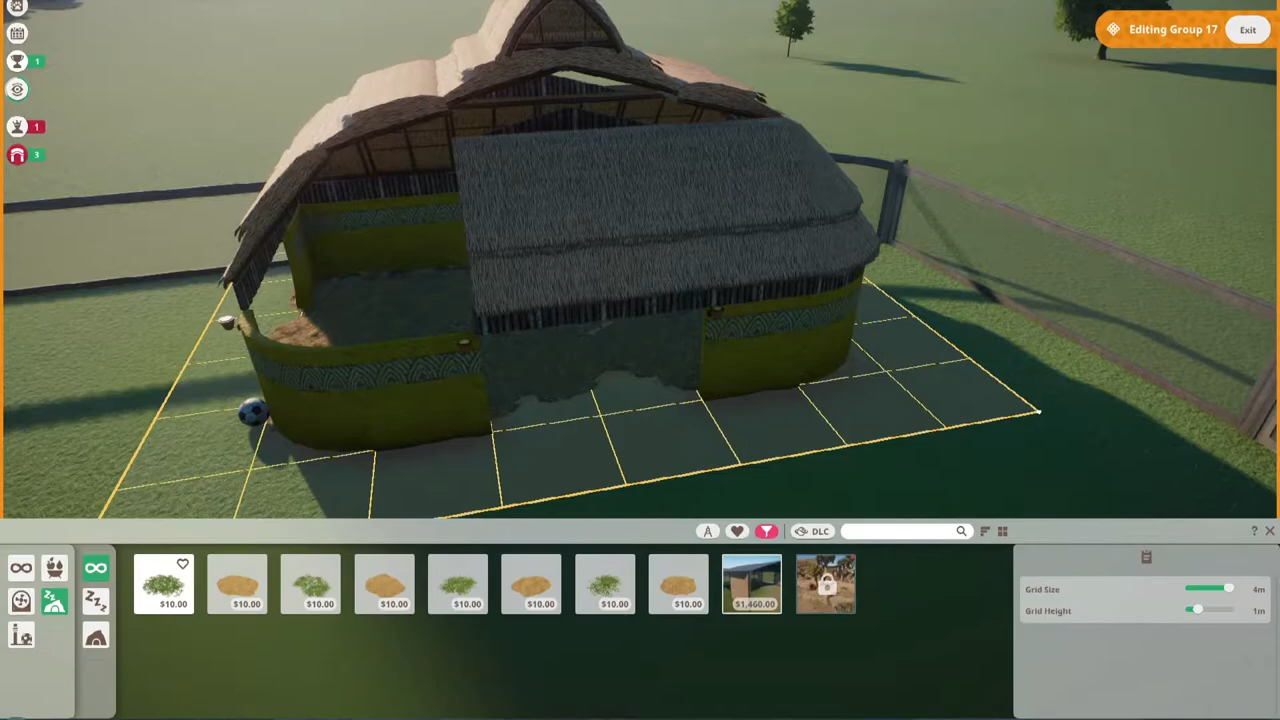 Editing Group 17
Exit
1
1
3
DLC
?
$10.00
$10.00
$10.00
$10.00
$10.00
$10.00
$10.00
$10.00
$1,460.00
Grid Size
4m
Grid Height
1m